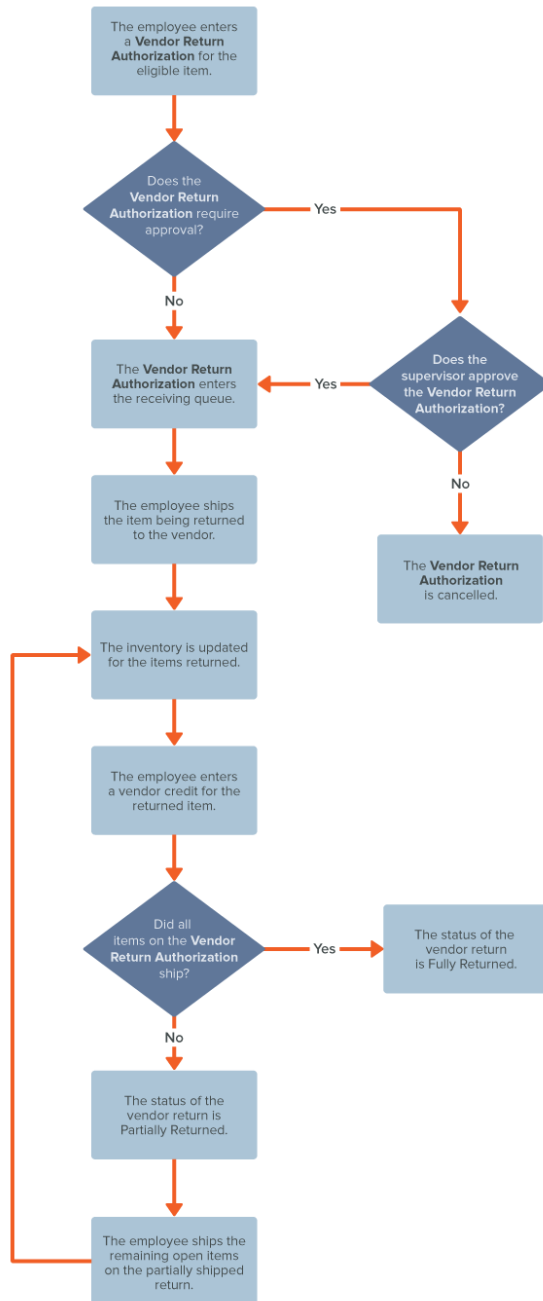 The employee enters
a Vendor Return
Authorization for the
eligible item.
Does the
Vendor Return
Authorization require
approval?
Yes
No
The Vendor Return
Authorization enters
the receiving queue.
Yes
Does the
supervisor approve
the Vendor Return
Authorization?
No
The employee ships
the item being returned
to the vendor.
The Vendor Return
Authorization
is cancelled.
The inventory is updated
for the items returned.
The employee enters
a vendor credit for the
returned item.
Did all
items on the Vendor
Return Authorization
ship?
Yes
The status of the
vendor return
is Fully Returned.
No
The status of the
vendor return is
Partially Returned.
The employee ships the
remaining open items
on the partially shipped
return.